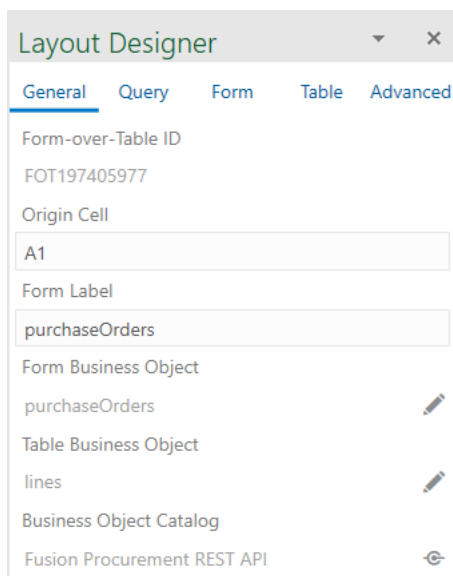 Layout Designer
General Query Form Table Advanced
Form-over-Table ID
FOT197405977
Origin Cell
A1
Form Label
purchaseOrders
Form Business Object
purchaseOrders
Table Business Object
lines
Business Object Catalog
Fusion Procurement REST API